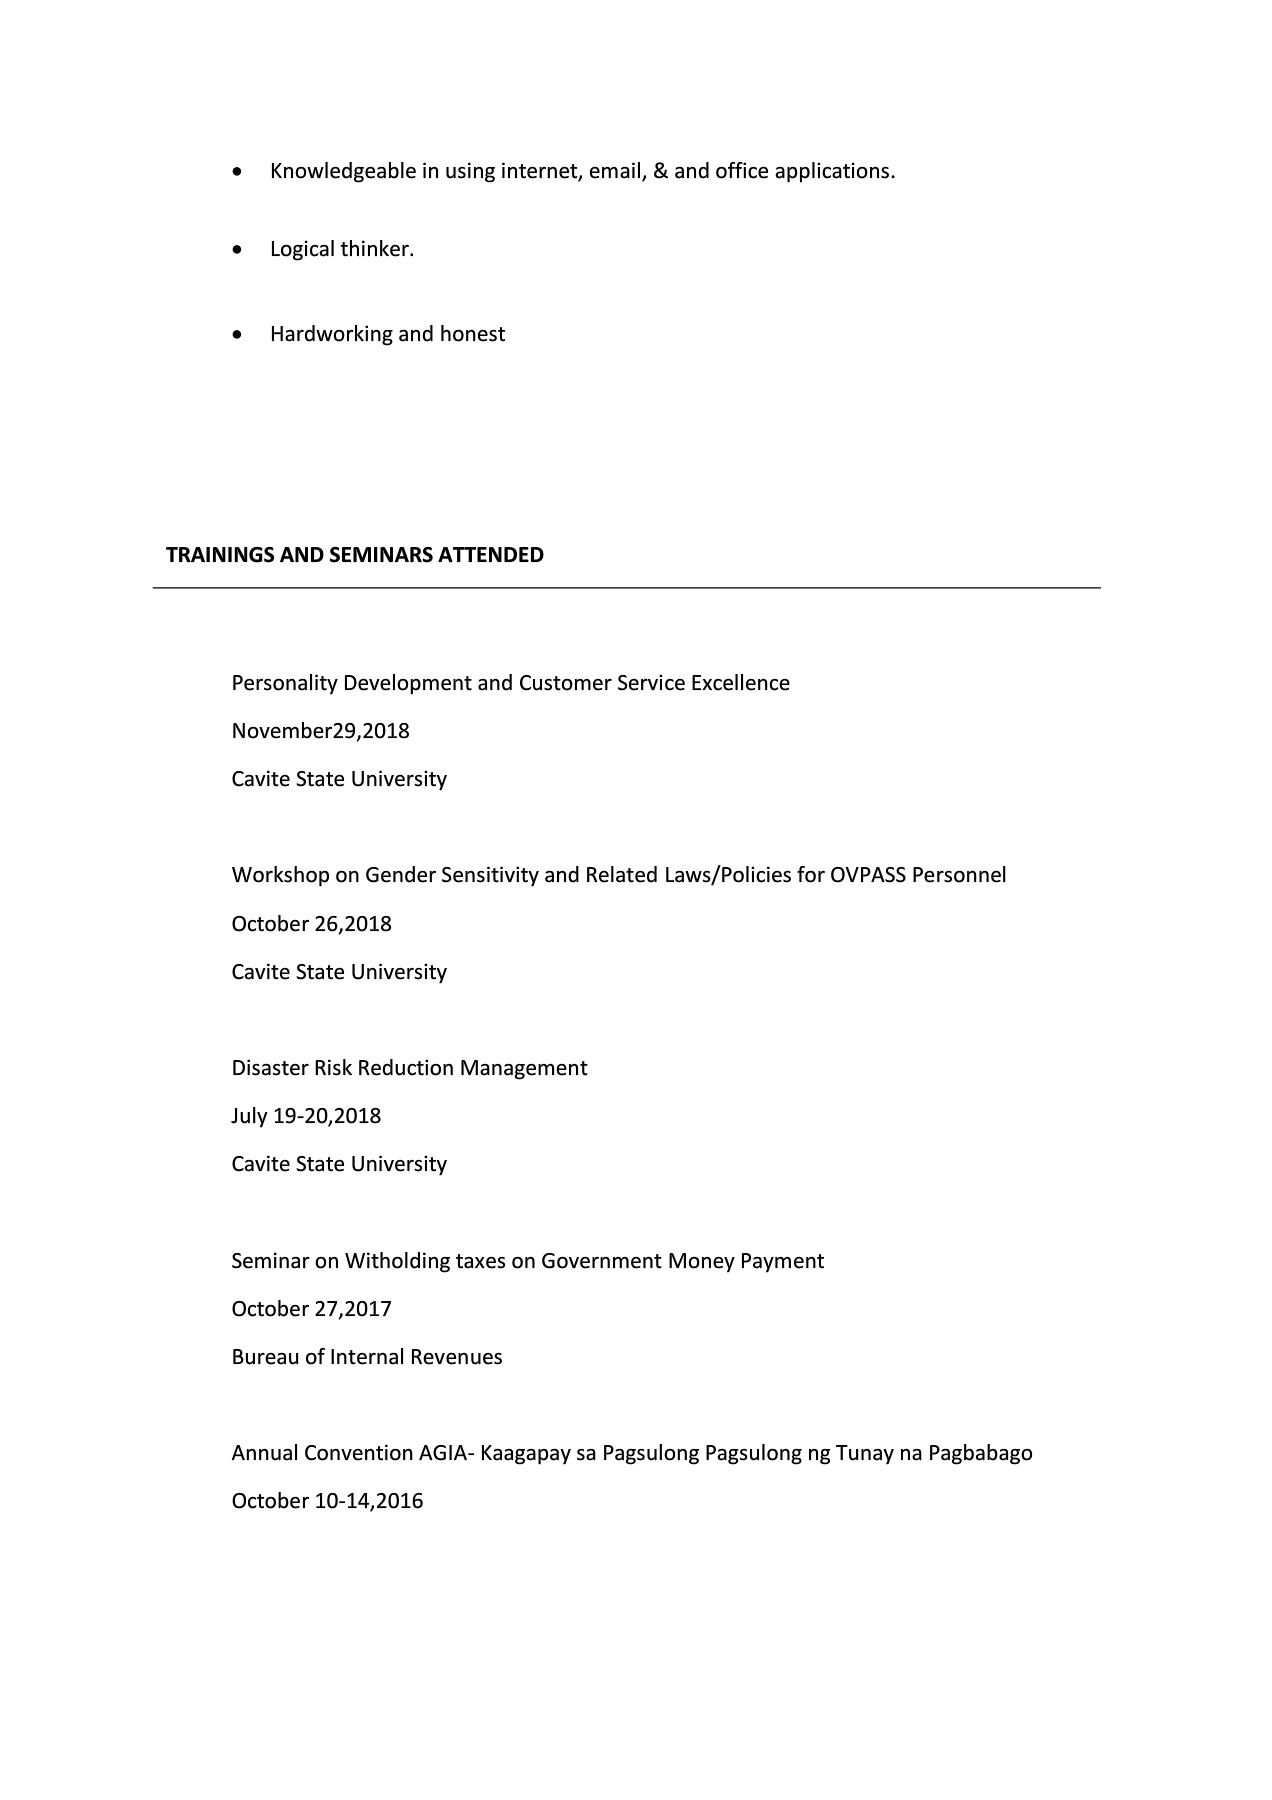 • Knowledgeable in using internet, email, & and office applications.
• Logical thinker.
• Hardworking and honest
TRAININGS AND SEMINARS ATTENDED
Personality Development and Customer Service Excellence
November29,2018
Cavite State University
Workshop on Gender Sensitivity and Related Laws/Policies for OVPASS Personnel
October 26,2018
Cavite State University
Disaster Risk Reduction Management
July 19-20,2018
Cavite State University
Seminar on Witholding taxes on Government Money Payment
October 27,2017
Bureau of Internal Revenues
Annual Convention AGIA- Kaagapay sa Pagsulong Pagsulong ng Tunay na Pagbabago
October 10-14,2016